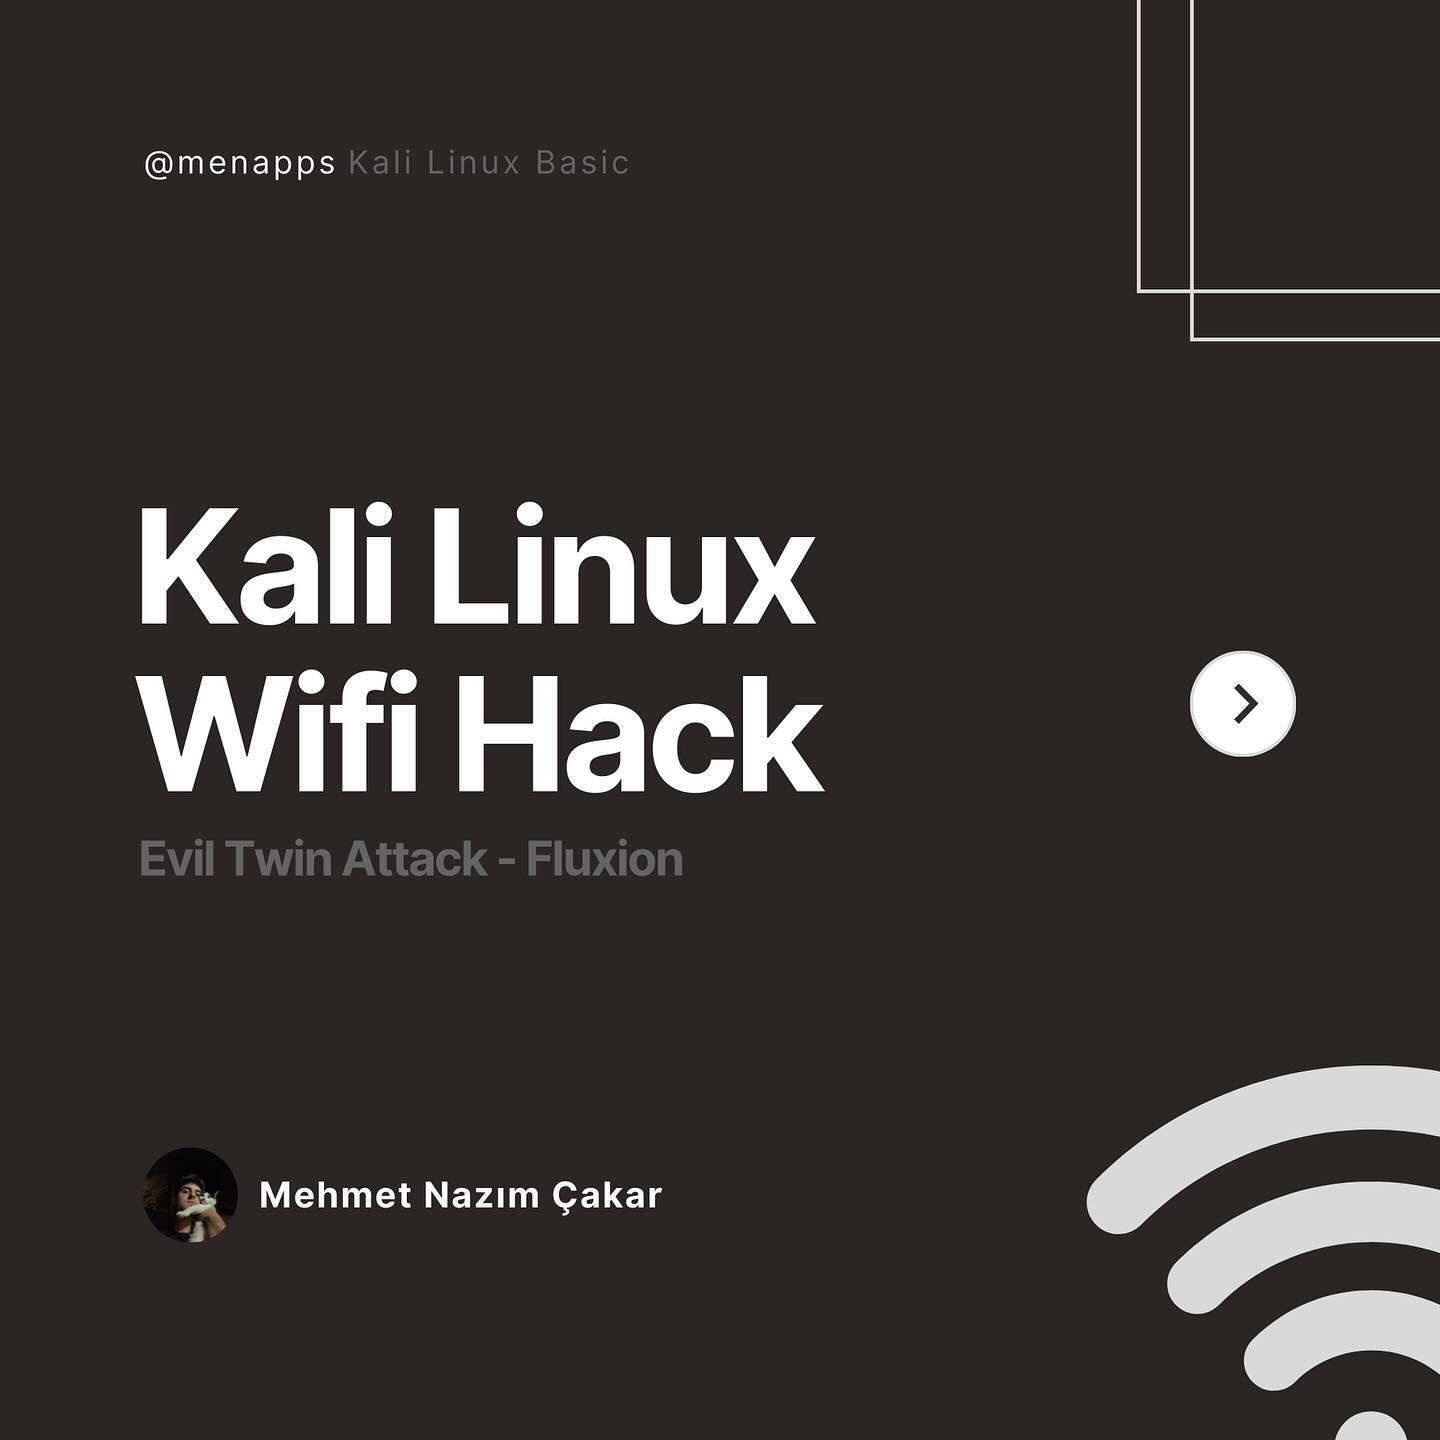 @menapps Kali Linux Basic
Kali Linux
Wifi Hack
Evil Twin Attack - Fluxion
Mehmet Nazım Çakar